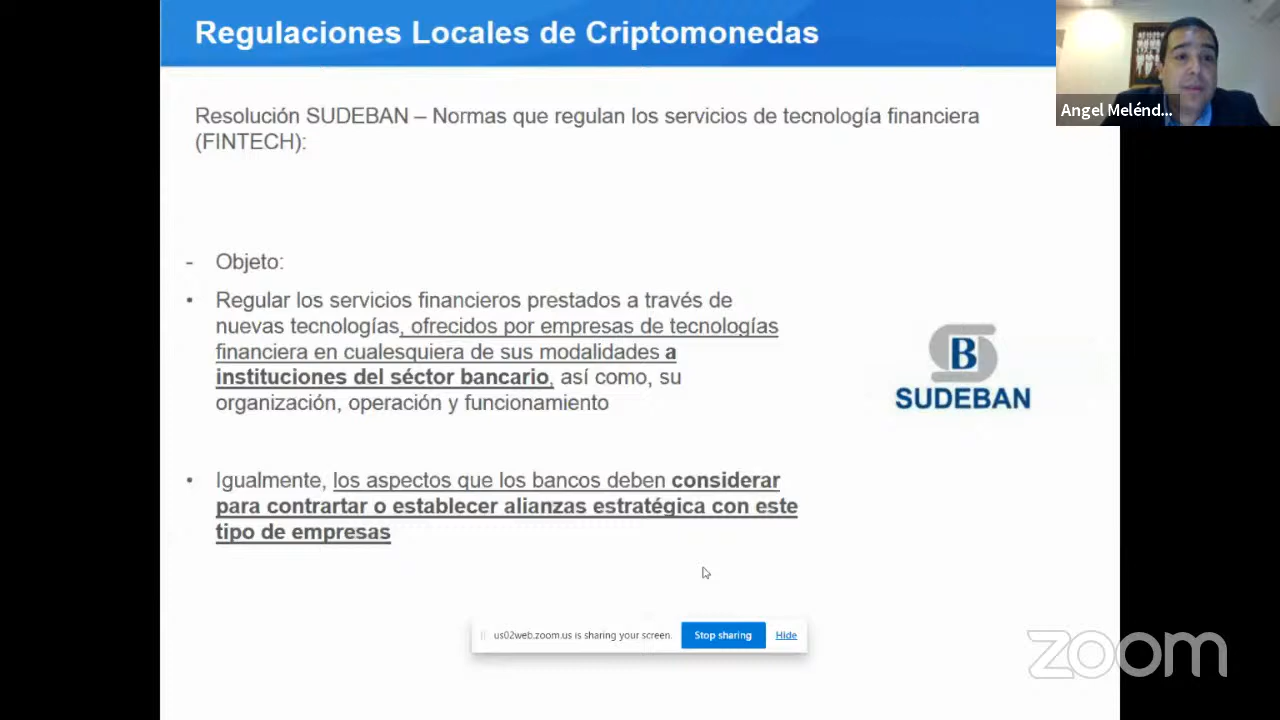 Regulaciones Locales de Criptomonedas
Angel Melénd...
Resolución SUDEBAN – Normas que regulan los servicios de tecnología financiera
(FINTECH):
- Objeto:
• Regular los servicios financieros prestados a través de
nuevas tecnologías, ofrecidos por empresas de tecnologías
financiera en cualesquiera de sus modalidades a
instituciones del séctor bancario, así como, su
organización, operación y funcionamiento
B
SUDEBAN
• Igualmente, los aspectos que los bancos deben considerar
para contrartar o establecer alianzas estratégica con este
tipo de empresas
us02web.zoom.us is sharing your screen. Stop sharing Hide
zoom